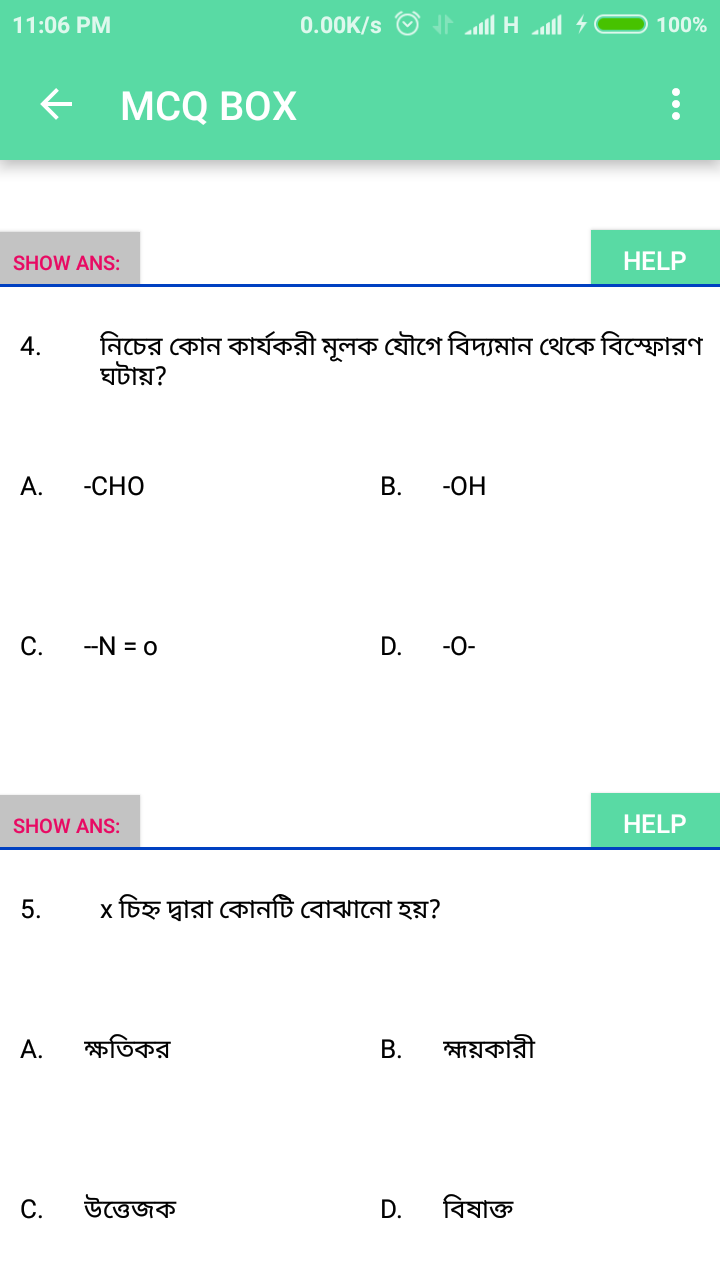 11:06 PM 0.00K/s H 100%
MCQ BOX
SHOW ANS: HELP
4. নিচের কোন কার্যকরী মূলক যৌগে বিদ্যমান থেকে বিস্ফোরণ
ঘটায়?
A. -CHO B. -OH
C. --N = o D. -O-
SHOW ANS: HELP
5. x চিহ্ন দ্বারা কোনটি বোঝানো হয়?
A. ক্ষতিকর B. হ্ময়কারী
C. উত্তেজক D. বিষাক্ত